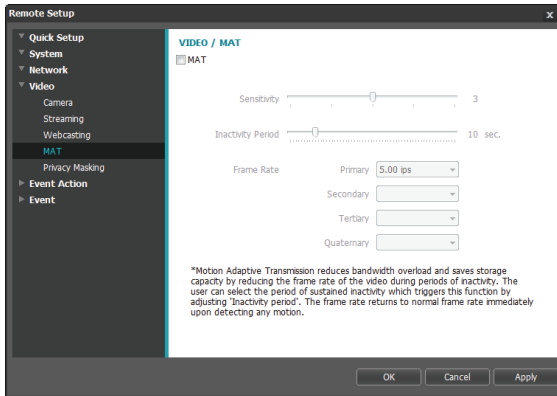 Remote Setup
x
Quick Setup
System
Network
Video
Camera
Streaming
Webcasting
MAT
Privacy Masking
Event Action
Event
VIDEO / MAT
MAT
Sensitivity 3
Inactivity Period 10 sec.
Frame Rate Primary 5.00 ips
Secondary
Tertiary
Quaternary
*Motion Adaptive Transmission reduces bandwidth overload and saves storage
capacity by reducing the frame rate of the video during periods of inactivity. The
user can select the period of sustained inactivity which triggers this function by
adjusting 'Inactivity period'. The frame rate returns to normal frame rate immediately
upon detecting any motion.
OK Cancel Apply